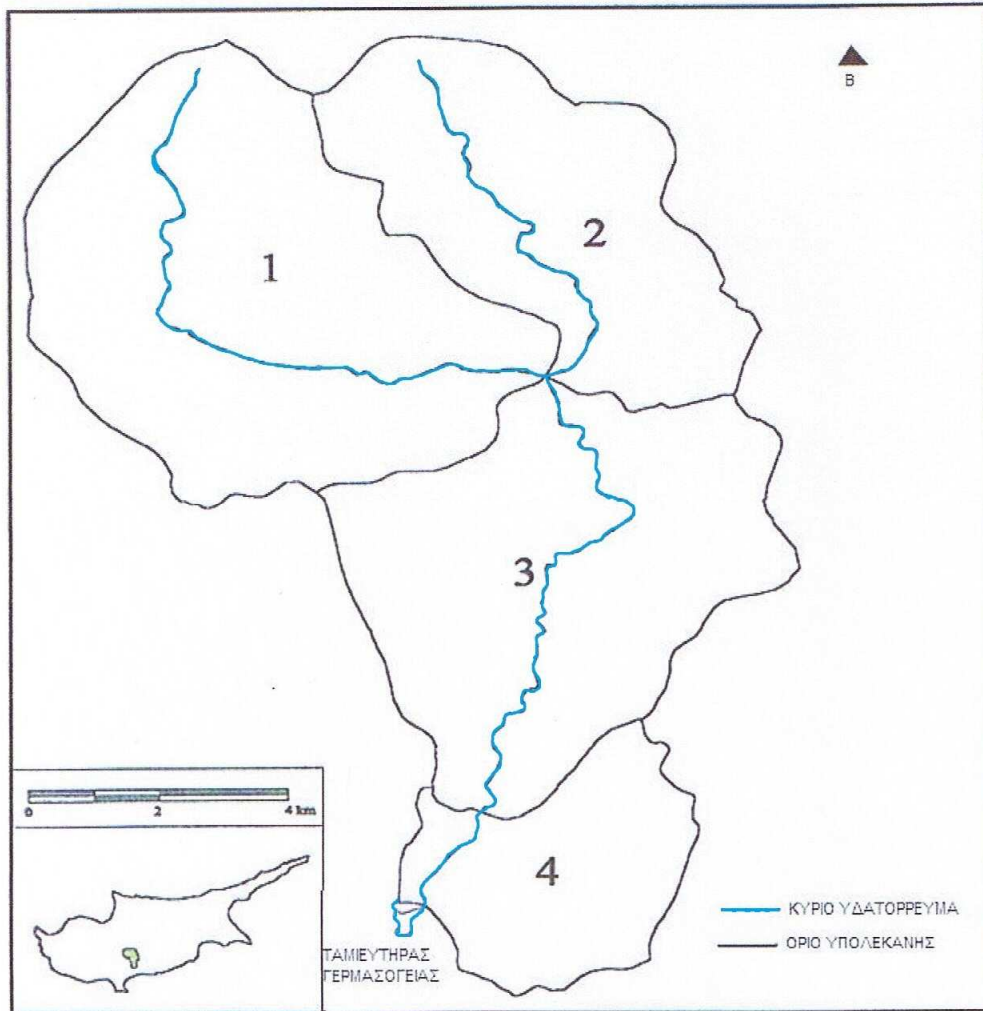 Β
1
2
3
4
0 2 4 km
ΤΑΜΙΕΥΤΗΡΑΣ
ΓΕΡΜΑΣΟΓΕΙΑΣ
ΚΥΡΙΟ ΥΔΑΤΟΡΡΕΥΜΑ
ΟΡΙΟ ΥΠΟΛΕΚΑΝΗΣ